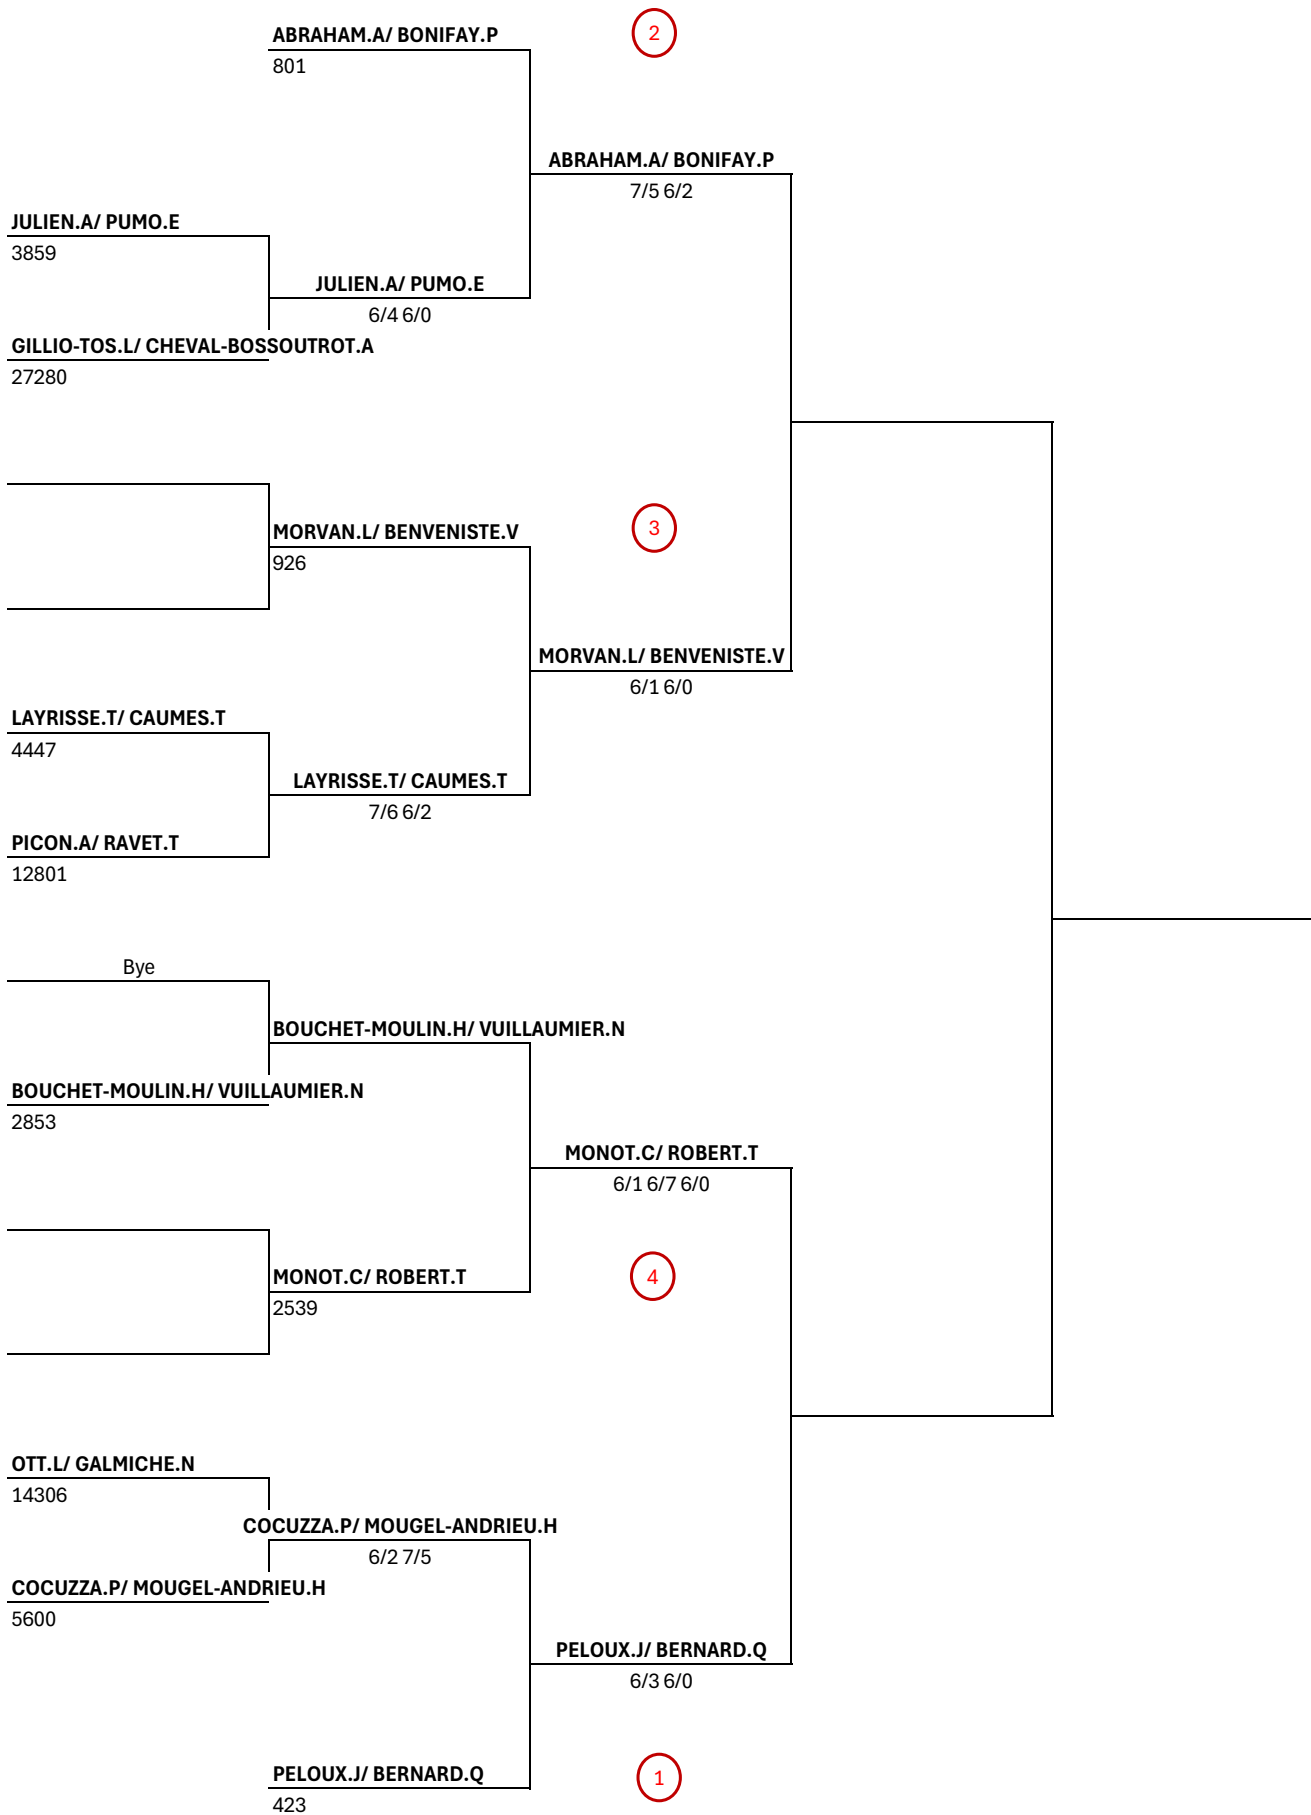 ABRAHAM.A/ BONIFAY.P
2
801
ABRAHAM.A/ BONIFAY.P
7/5 6/2
JULIEN.A/ PUMO.E
3859
JULIEN.A/ PUMO.E
6/4 6/0
GILLIO-TOS.L/ CHEVAL-BOSSOUTROT.A
27280
MORVAN.L/ BENVENISTE.V
3
926
MORVAN.L/ BENVENISTE.V
6/1 6/0
LAYRISSE.T/ CAUMES.T
4447
LAYRISSE.T/ CAUMES.T
7/6 6/2
PICON.A/ RAVET.T
12801
Bye
BOUCHET-MOULIN.H/ VUILLAUMIER.N
BOUCHET-MOULIN.H/ VUILLAUMIER.N
2853
MONOT.C/ ROBERT.T
6/1 6/7 6/0
MONOT.C/ ROBERT.T
4
2539
OTT.L/ GALMICHE.N
14306
COCUZZA.P/ MOUGEL-ANDRIEU.H
6/2 7/5
COCUZZA.P/ MOUGEL-ANDRIEU.H
5600
PELOUX.J/ BERNARD.Q
6/3 6/0
PELOUX.J/ BERNARD.Q
1
423